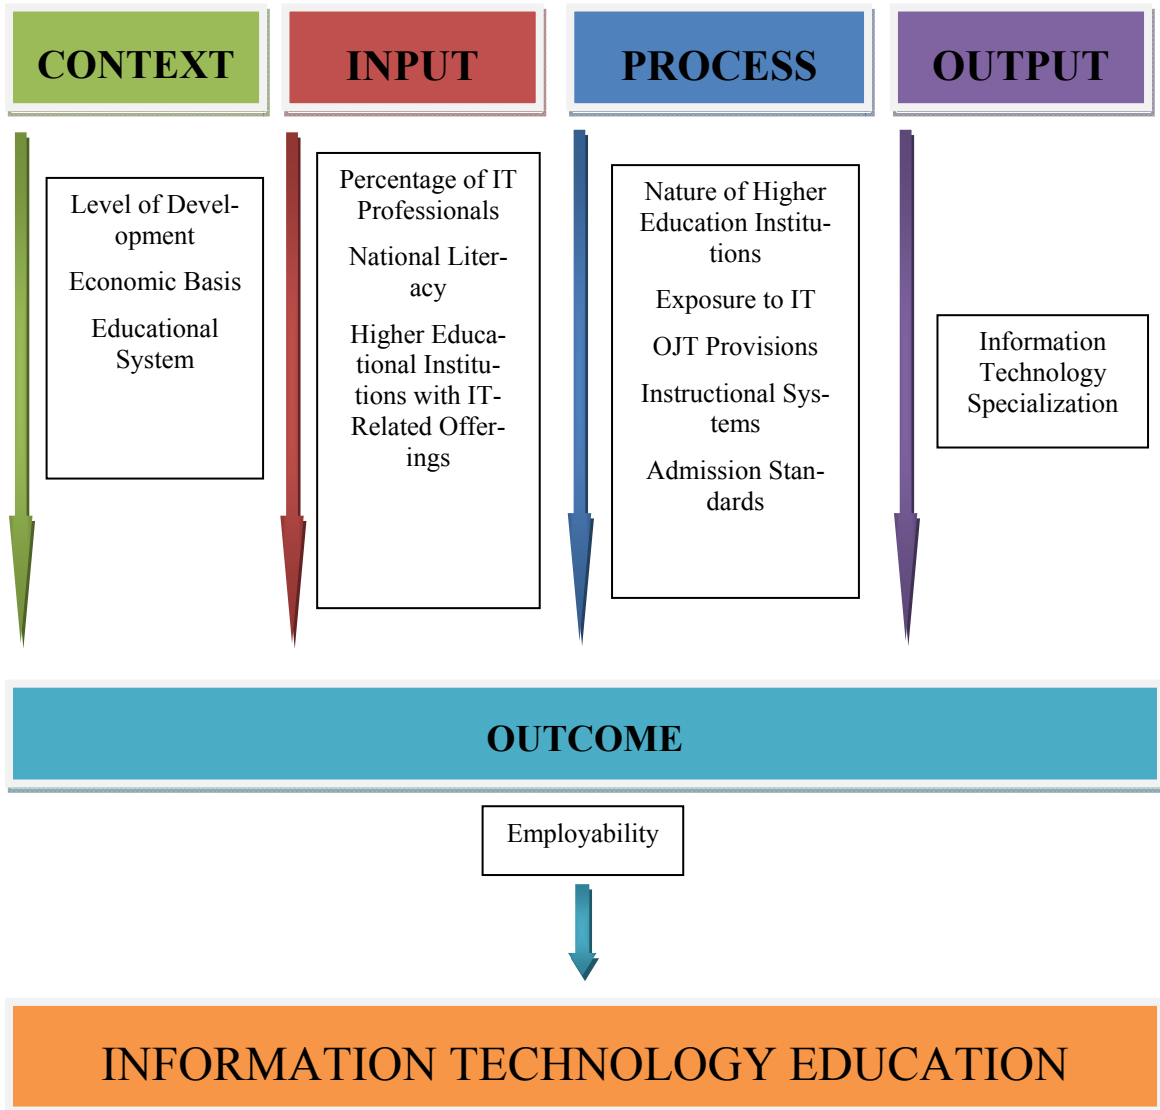 CONTEXT
INPUT
PROCESS
OUTPUT
Level of Devel-
opment
Economic Basis
Educational
System
Percentage of IT
Professionals
National Liter-
acy
Higher Educa-
tional Institu-
tions with IT-
Related Offer-
ings
Nature of Higher
Education Institu-
tions
Exposure to IT
OJT Provisions
Instructional Sys-
tems
Admission Stan-
dards
Information
Technology
Specialization
OUTCOME
Employability
INFORMATION TECHNOLOGY EDUCATION